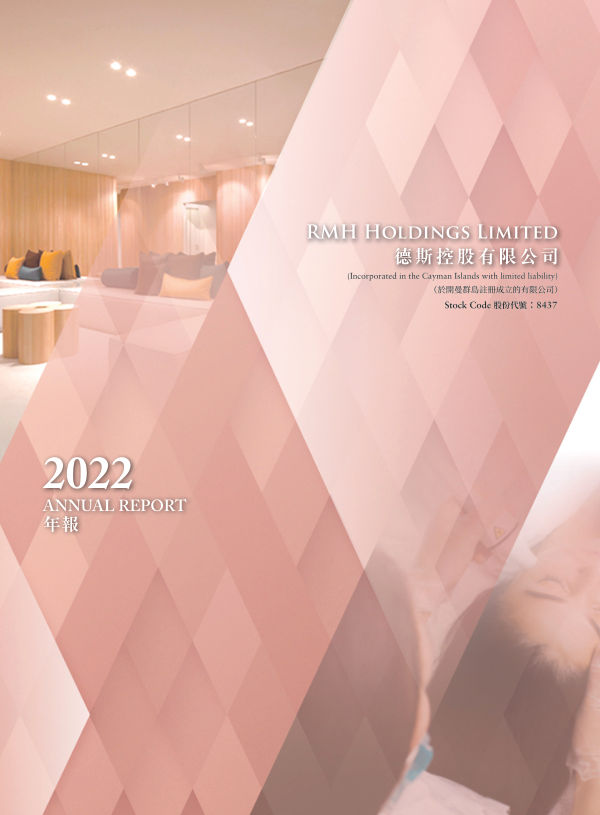 RMH HOLDINGS LIMITED
德斯控股有限公司
(Incorporated in the Cayman Islands with limited liability)
(於開曼群島註冊成立的有限公司)
Stock Code 股份代號:8437
2022
ANNUAL REPORT
年報